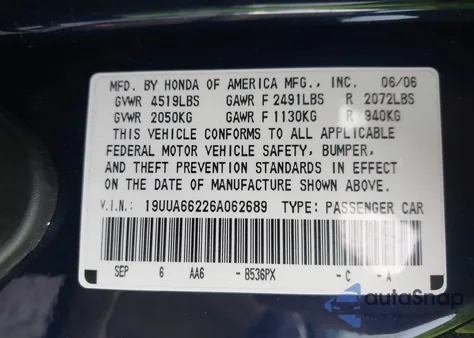 MFD. BY HONDA OF AMERICA MFG., INC. 06/06
GVWR 4519LBS GAWR F 2491LBS R 2072LBS
GVWR 2050KG GAWR F 1130KG R 940KG
THIS VEHICLE CONFORMS TO ALL APPLICABLE
FEDERAL MOTOR VEHICLE SAFETY, BUMPER,
AND THEFT PREVENTION STANDARDS IN EFFECT
ON THE DATE OF MANUFACTURE SHOWN ABOVE.
V.I.N.: 19UUA66226A062689 TYPE: PASSENGER CAR
SEP 6 AA6 - B536PX - C - A
autoSnap